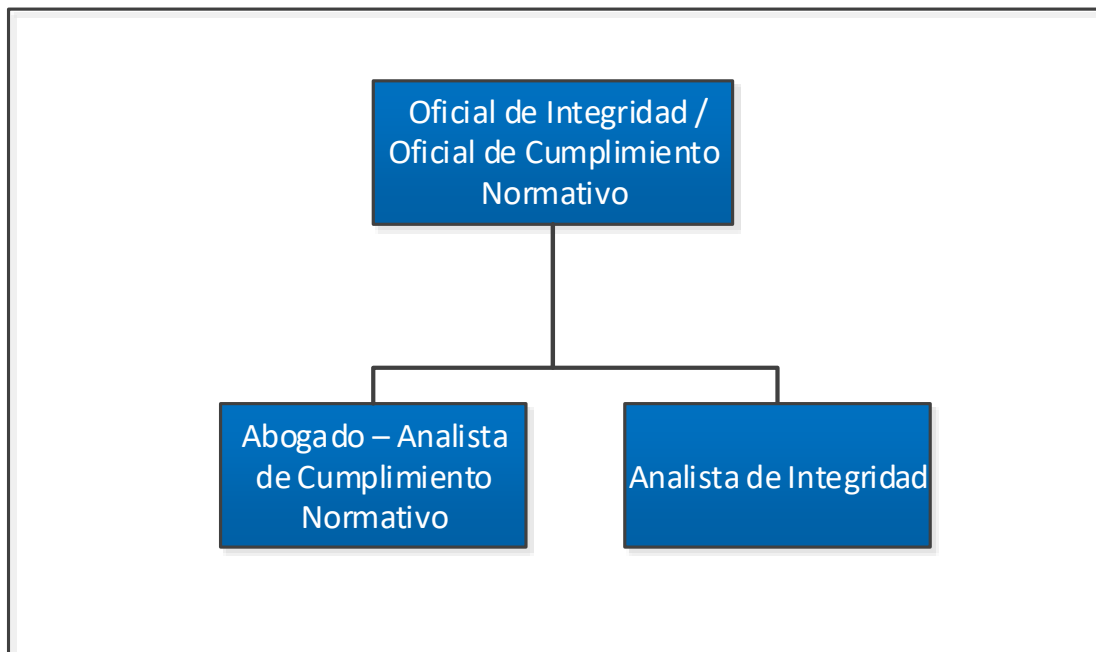 Oficial de Integridad /
Oficial de Cumplimiento
Normativo
Abogado – Analista
de Cumplimiento
Normativo
Analista de Integridad